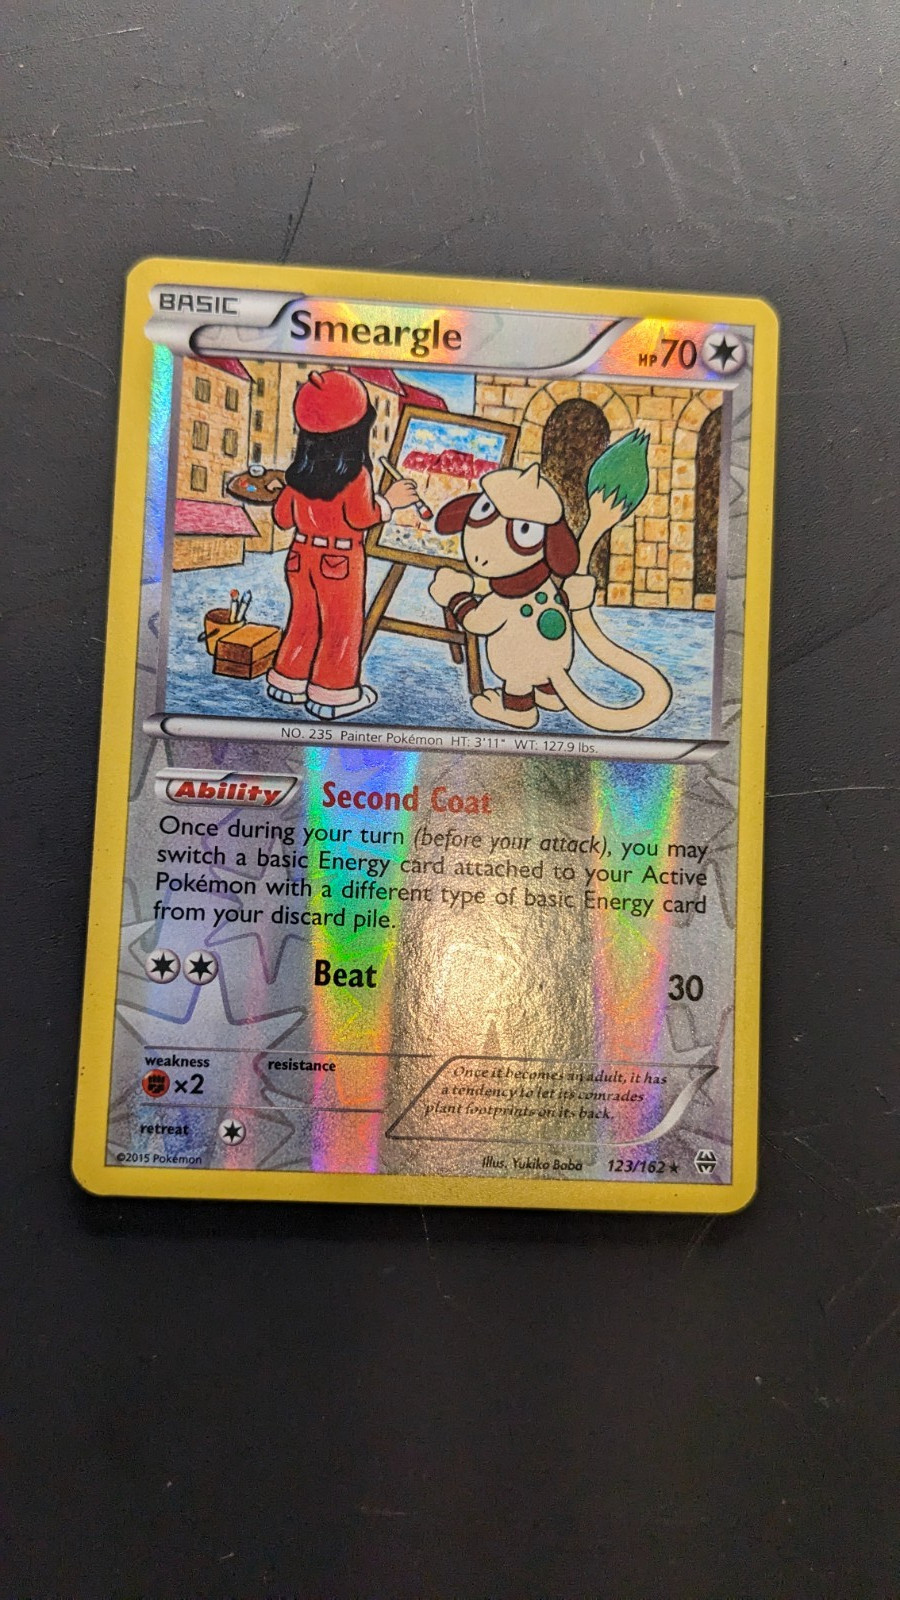 BASIC
Smeargle
HP 70
NO. 235 Painter Pokémon HT: 3'11" WT: 127.9 lbs.
Ability
Second Coat
Once during your turn (before your attack), you may
switch a basic Energy card attached to your Active
Pokémon with a different type of basic Energy card
from your discard pile.
Beat
30
weakness
×2
resistance
Once it becomes an adult, it has
a tendency to let its comrades
plant footprints on its back.
retreat
©2015 Pokémon
Illus. Yukiko Baba
123/162 ★